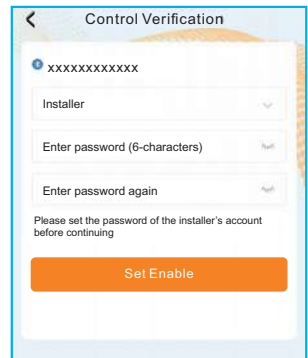 Control Verification
xxxxxxxxxxxx
Installer
Enter password (6-characters)
Enter password again
Please set the password of the installer's account
before continuing
Set Enable